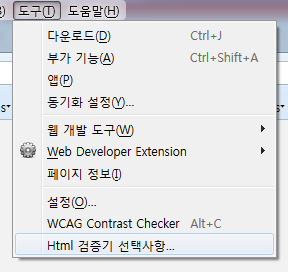 도구(T) 도움말(H)
다운로드(D) Ctrl+J
부가 기능(A) Ctrl+Shift+A
앱(P)
동기화 설정(Y)...
웹 개발 도구(W)
Web Developer Extension
페이지 정보(I)
설정(O)...
WCAG Contrast Checker Alt+C
Html 검증기 선택사항...